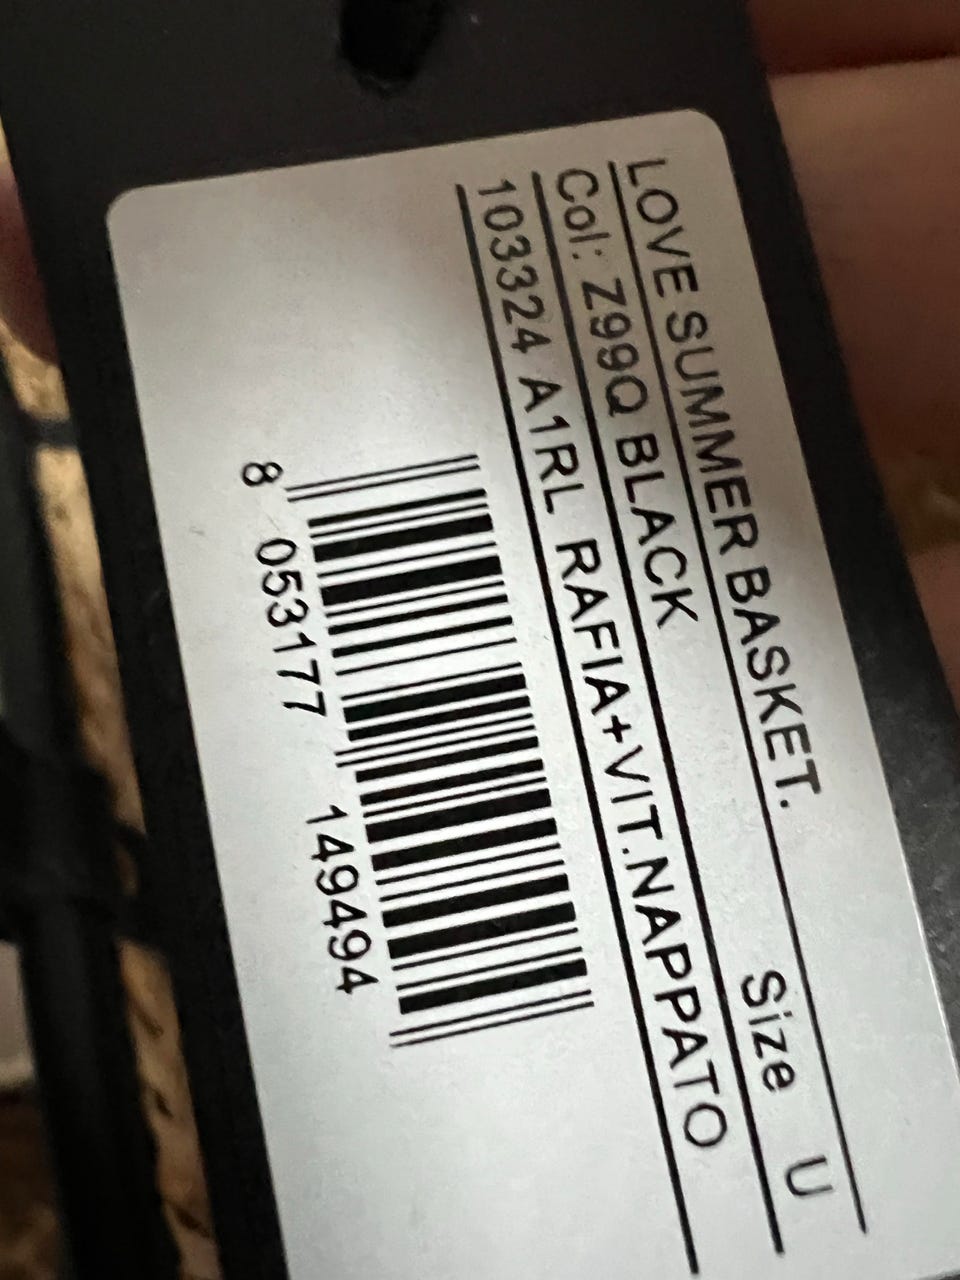 LOVE SUMMER BASKET.
Size U
Col: Z99Q BLACK
103324 A1RL RAFIA+VIT.NAPPATO
8 053177 149494